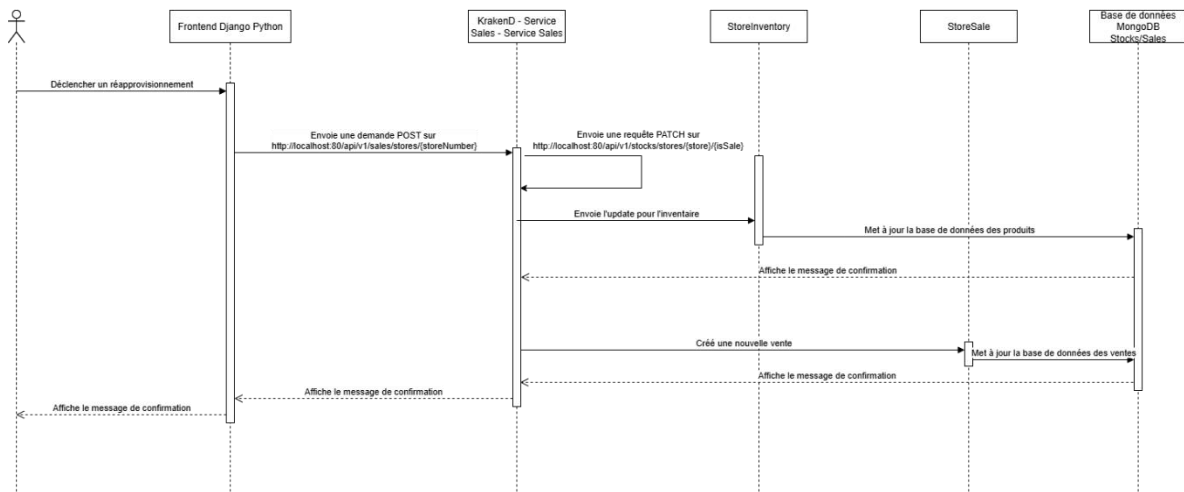 Frontend Django Python
KrakenD - Service
Sales - Service Sales
StoreInventory
StoreSale
Base de données
MongoDB
Stocks/Sales
Déclencher un réapprovisionnement
Envoie une demande POST sur
http://localhost:80/api/v1/sales/stores/{storeNumber}
Envoie une requête PATCH sur
http://localhost:80/api/v1/stocks/stores/{store}/{isSale}
Envoie l'update pour l'inventaire
Met à jour la base de données des produits
Affiche le message de confirmation
Créé une nouvelle vente
Met à jour la base de données des ventes
Affiche le message de confirmation
Affiche le message de confirmation
Affiche le message de confirmation